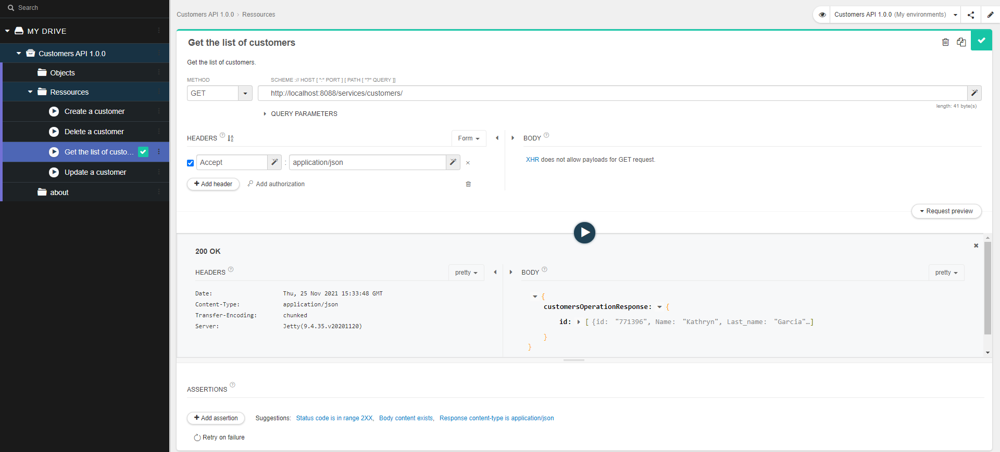 Search
MY DRIVE
Customers API 1.0.0
Objects
Ressources
Create a customer
Delete a customer
Get the list of custo...
Update a customer
about
Customers API 1.0.0 › Ressources
Customers API 1.0.0 (My environments)
Get the list of customers
Get the list of customers.
METHOD
SCHEME :// HOST [ ":" PORT ] [ PATH [ "?" QUERY ]]
GET
http://localhost:8088/services/customers/
length: 41 byte(s)
QUERY PARAMETERS
HEADERS ?
Form
BODY ?
Accept : application/json ×
XHR does not allow payloads for GET request.
+ Add header
Add authorization
Request preview
200 OK
HEADERS ?
pretty
BODY ?
pretty
Date: Thu, 25 Nov 2021 15:33:48 GMT
Content-Type: application/json
Transfer-Encoding: chunked
Server: Jetty(9.4.35.v20201120)
{
customersOperationResponse: {
id: [ {id: "771396", Name: "Kathryn", Last_name: "Garcia"…]
}
}
ASSERTIONS ?
+ Add assertion
Suggestions: Status code is in range 2XX, Body content exists, Response content-type is application/json
Retry on failure